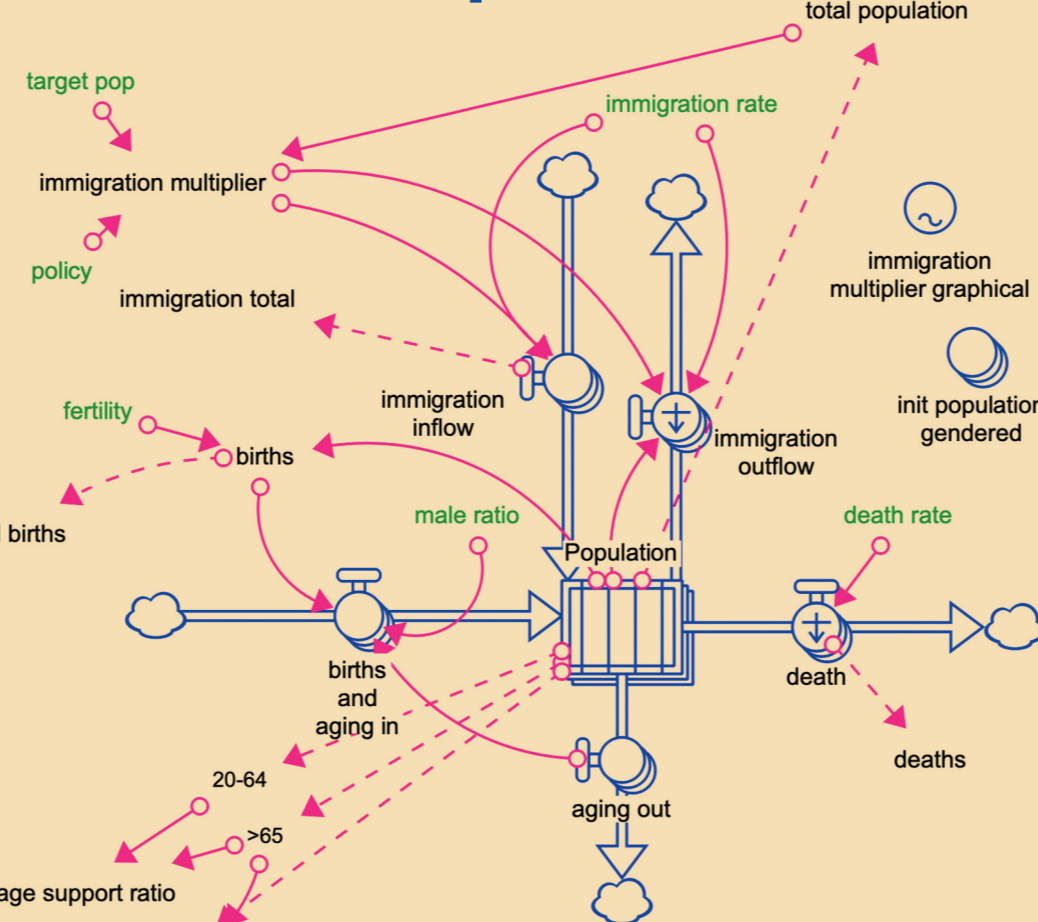 total population
target pop
immigration rate
immigration multiplier
policy
immigration
multiplier graphical
immigration total
immigration
inflow
init population
gendered
fertility
immigration
outflow
births
births
male ratio
death rate
Population
births
and
aging in
death
deaths
20-64
aging out
>65
age support ratio